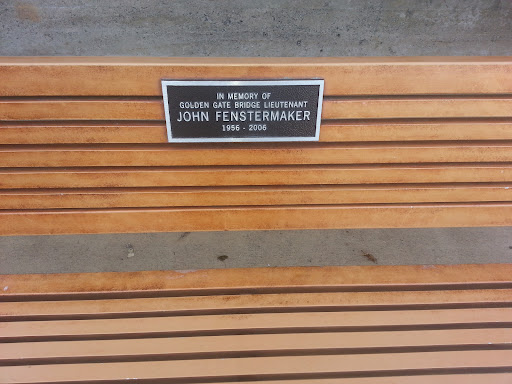 IN MEMORY OF
GOLDEN GATE BRIDGE LIEUTENANT
JOHN FENSTERMAKER
1956 - 2006